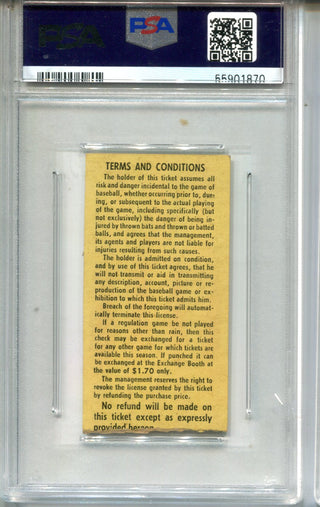 PSA
PSA
65901870
TERMS AND CONDITIONS
The holder of this ticket assumes all
risk and danger incidental to the game of
baseball, whether occurring prior to, dur-
ing, or subsequent to the actual playing
of the game, including specifically (but
not exclusively) the danger of being in-
jured by thrown bats and thrown or batted
balls, and agrees that the management,
its agents and players are not liable for
injuries resulting from such causes.
The holder is admitted on condition,
and by use of this ticket agrees, that he
will not transmit or aid in transmitting
any description, account, picture or re-
production of the baseball game or ex-
hibition to which this ticket admits him.
Breach of the foregoing will automati-
cally terminate this license.
If a regulation game be not played
for reasons other than rain, then this
check may be exchanged for a ticket
for any other game for which tickets are
available this season. If punched it can
be exchanged at the Exchange Booth at
the value of $1.70 only.
The management reserves the right to
revoke the license granted by this ticket
by refunding the purchase price.
No refund will be made on
this ticket except as expressly
provided hereon.